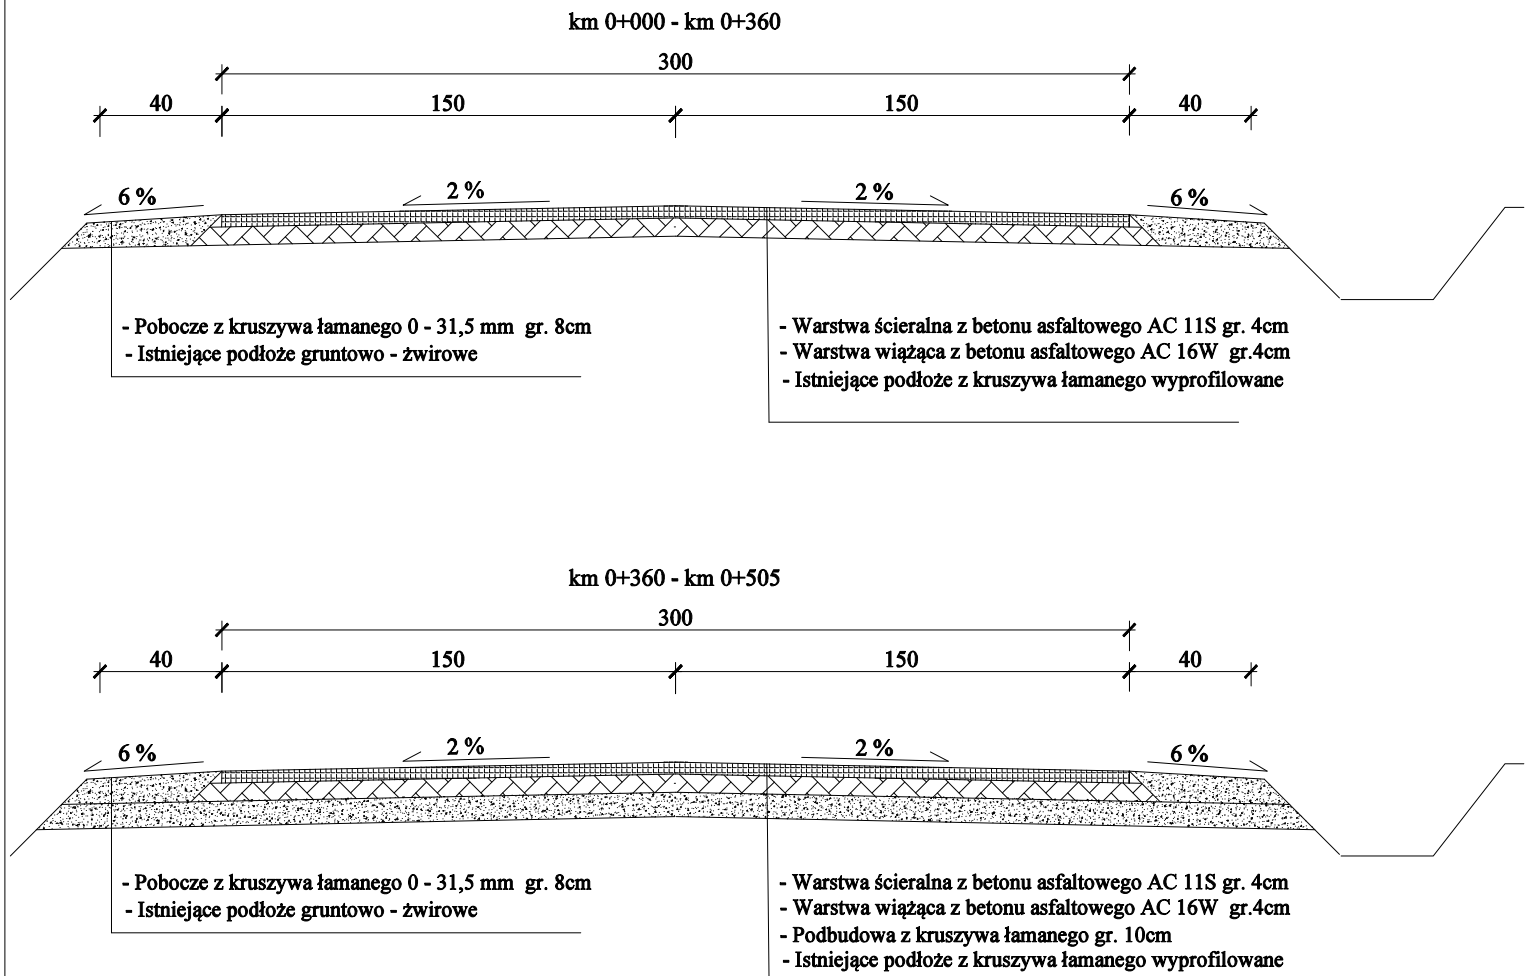 km 0+000 - km 0+360
300
40 150 150 40
6 % 2 % 2 % 6 %
- Pobocze z kruszywa łamanego 0 - 31,5 mm gr. 8cm
- Istniejące podłoże gruntowo - żwirowe
- Warstwa ścieralna z betonu asfaltowego AC 11S gr. 4cm
- Warstwa wiążąca z betonu asfaltowego AC 16W gr.4cm
- Istniejące podłoże z kruszywa łamanego wyprofilowane
km 0+360 - km 0+505
300
40 150 150 40
6 % 2 % 2 % 6 %
- Pobocze z kruszywa łamanego 0 - 31,5 mm gr. 8cm
- Istniejące podłoże gruntowo - żwirowe
- Warstwa ścieralna z betonu asfaltowego AC 11S gr. 4cm
- Warstwa wiążąca z betonu asfaltowego AC 16W gr.4cm
- Podbudowa z kruszywa łamanego gr. 10cm
- Istniejące podłoże z kruszywa łamanego wyprofilowane